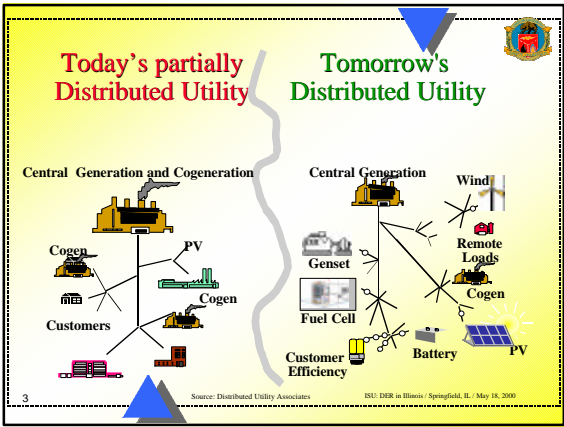 Today's partially
Distributed Utility
Tomorrow's
Distributed Utility
Central Generation and Cogeneration
Cogen
PV
Cogen
Customers
Central Generation
Wind
Remote
Loads
Genset
Cogen
Fuel Cell
Customer
Efficiency
Battery
PV
3
Source: Distributed Utility Associates
ISU: DER in Illinois / Springfield, IL / May 18, 2000